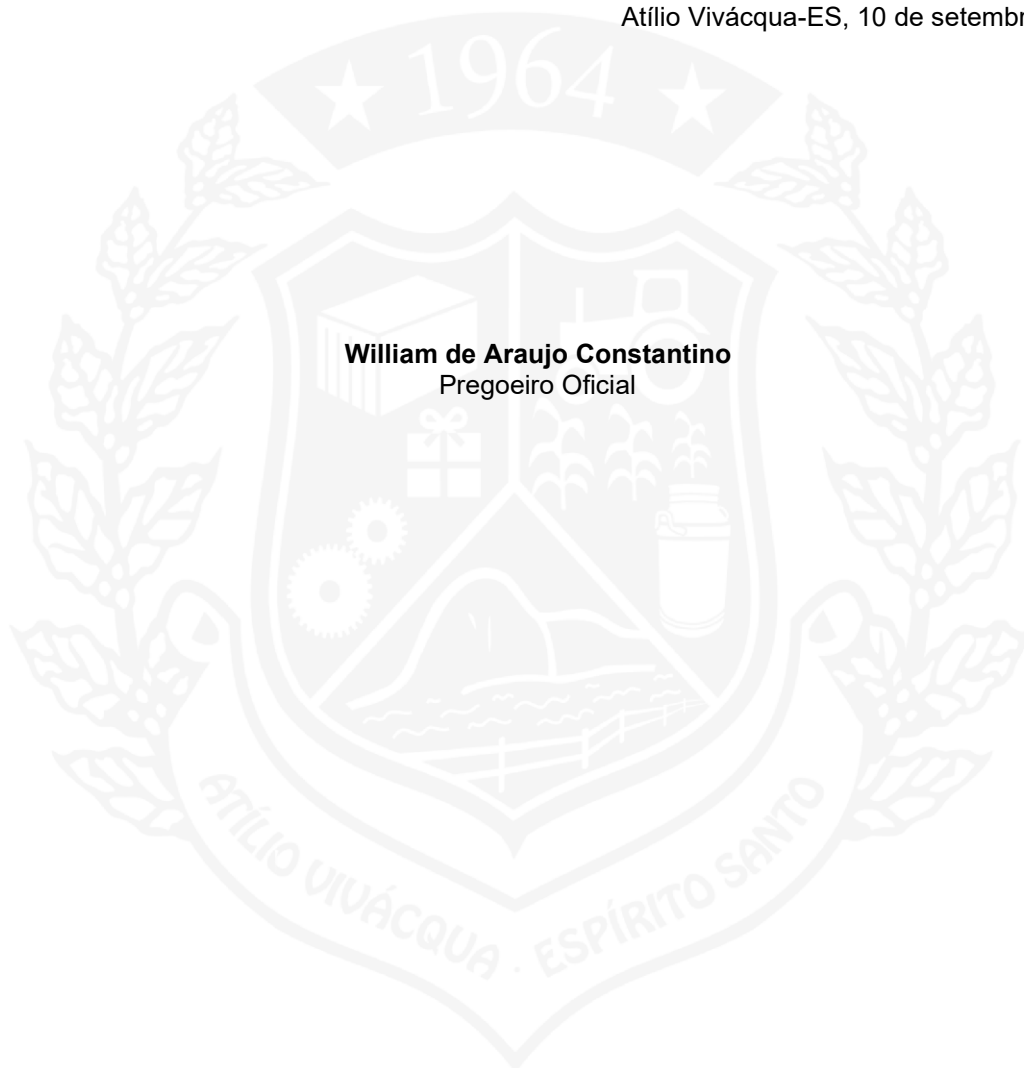 Atílio Vivácqua-ES, 10 de setembr
1964
William de Araujo Constantino
Pregoeiro Oficial
ATÍLIO VIVÁCQUA · ESPÍRITO SANTO